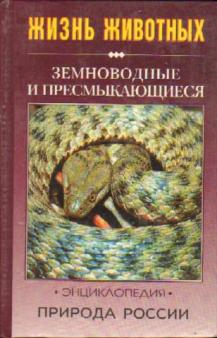 ЖИЗНЬ ЖИВОТНЫХ
ЗЕМНОВОДНЫЕ
И ПРЕСМЫКАЮЩИЕСЯ
• ЭНЦИКЛОПЕДИЯ •
ПРИРОДА РОССИИ